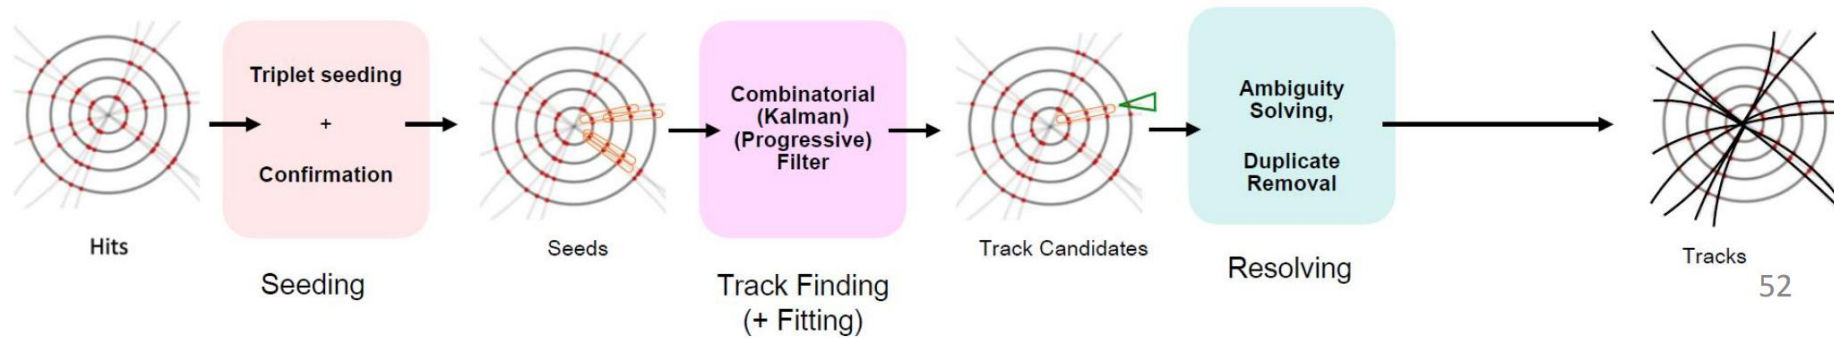 Hits
Triplet seeding
+
Confirmation
Seeding
Seeds
Combinatorial
(Kalman)
(Progressive)
Filter
Track Finding
(+ Fitting)
Track Candidates
Ambiguity
Solving,
Duplicate
Removal
Resolving
Tracks
52